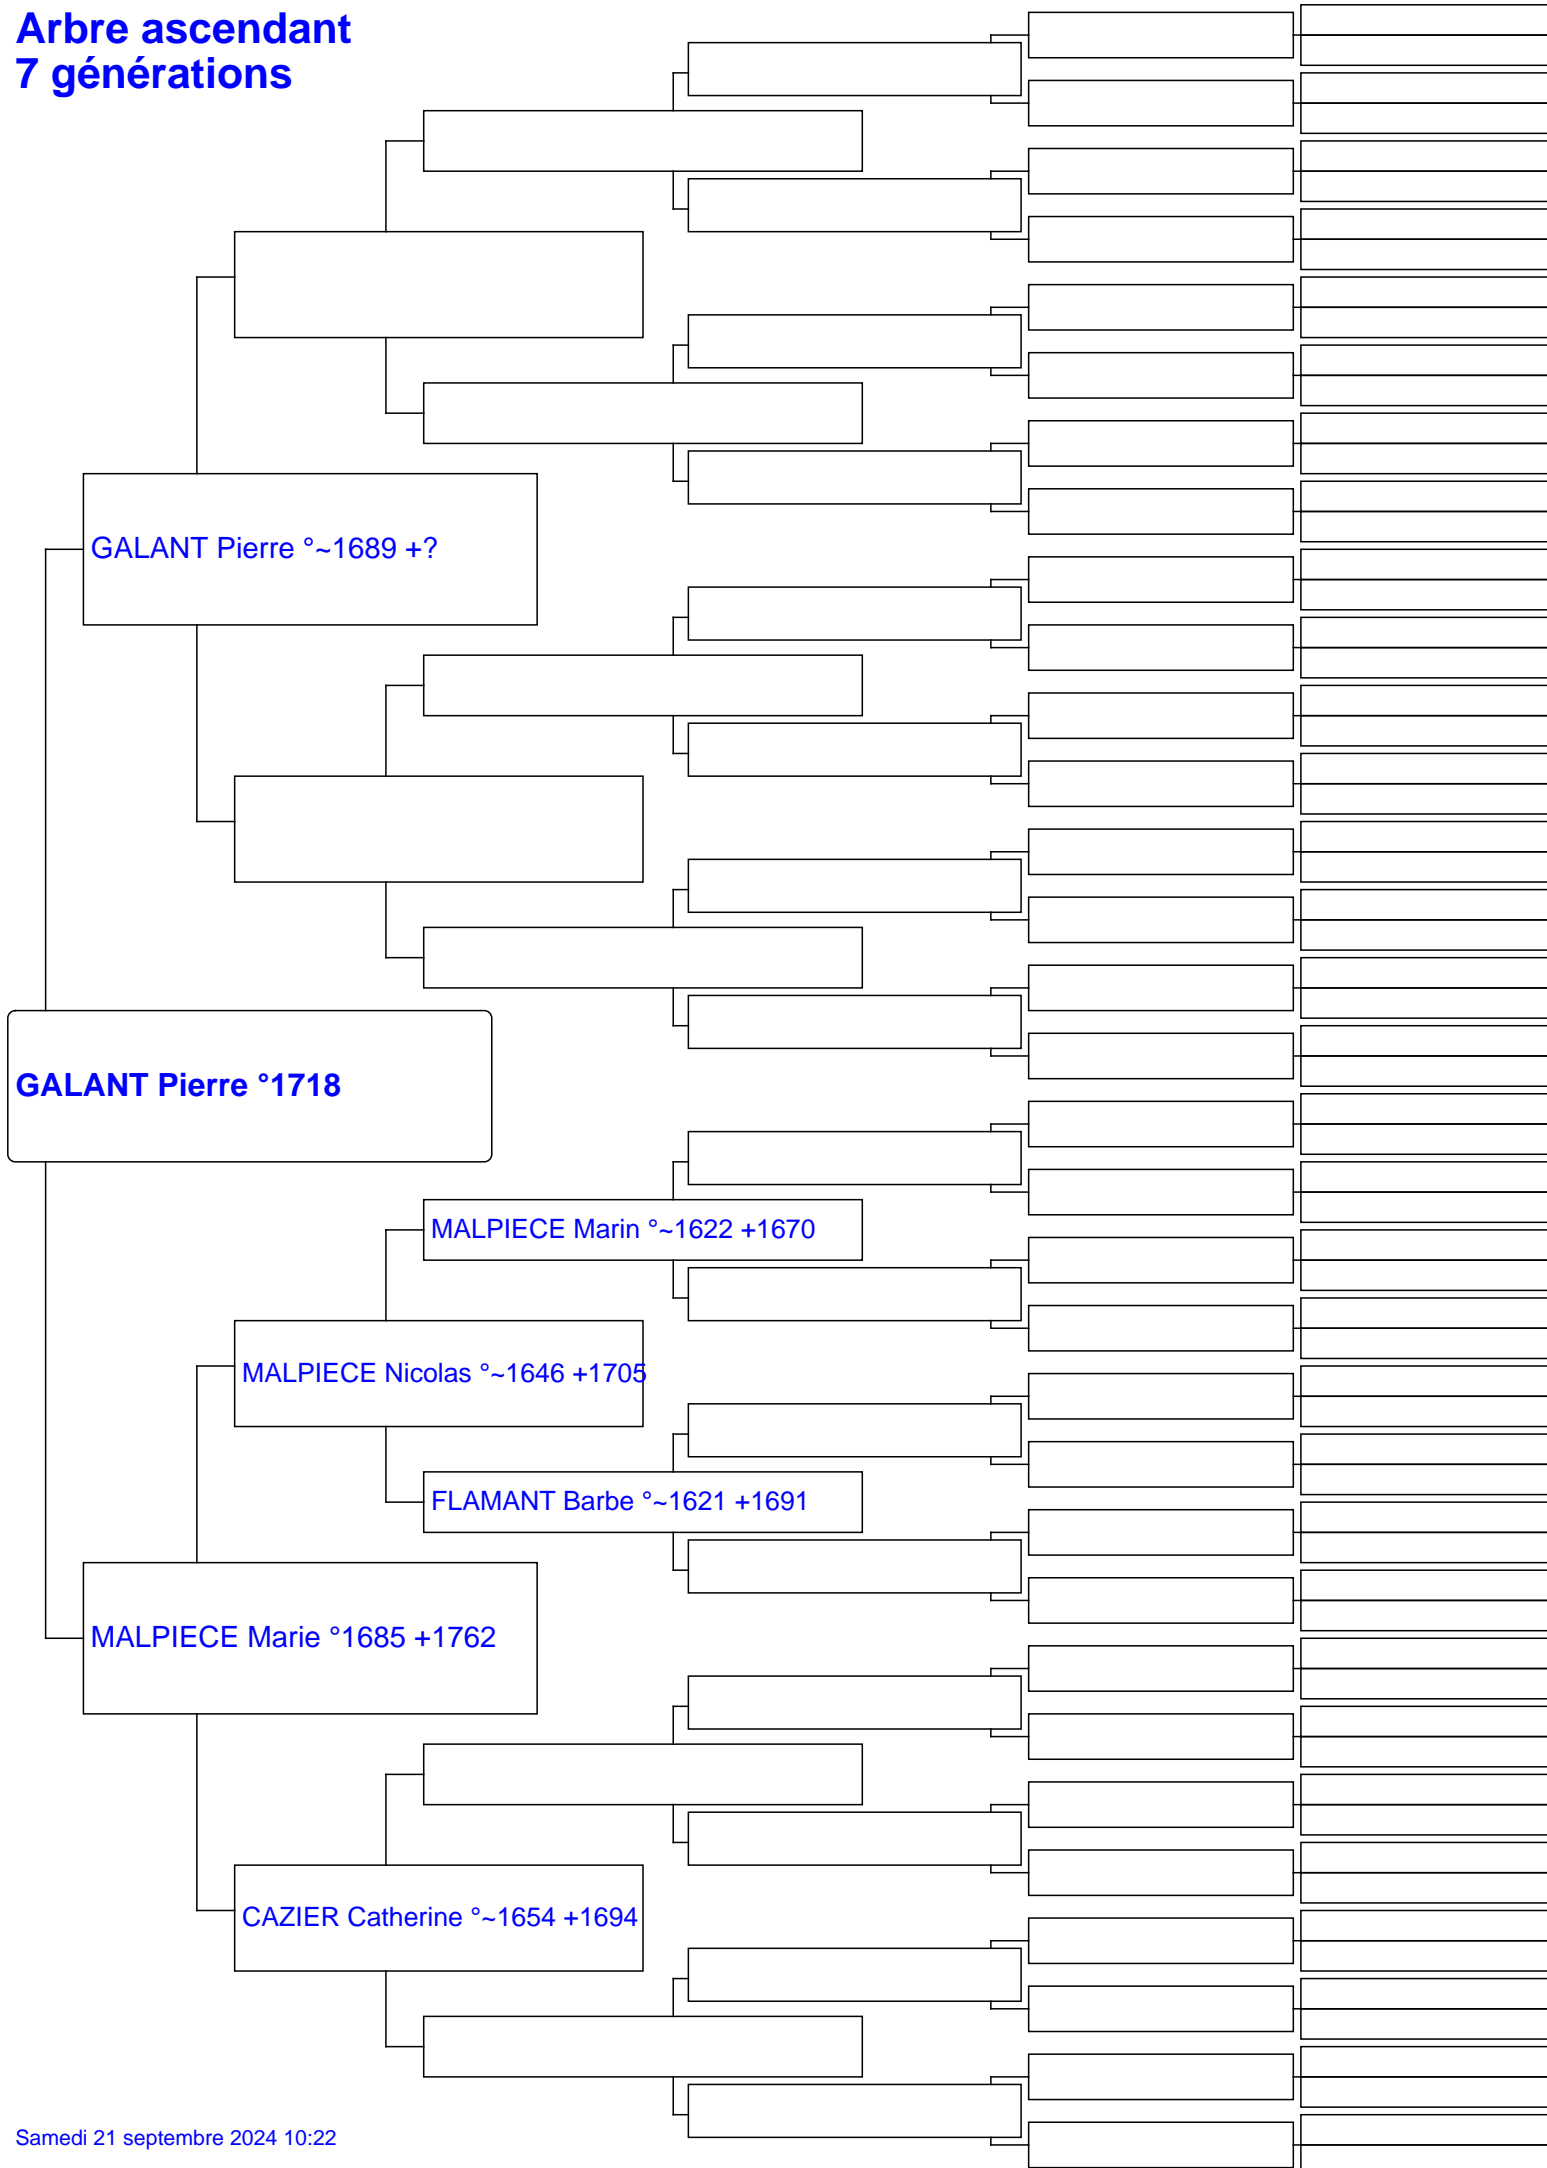 Arbre ascendant
7 générations
GALANT Pierre °~1689 +?
GALANT Pierre °1718
MALPIECE Marin °~1622 +1670
MALPIECE Nicolas °~1646 +1705
FLAMANT Barbe °~1621 +1691
MALPIECE Marie °1685 +1762
CAZIER Catherine °~1654 +1694
Samedi 21 septembre 2024 10:22